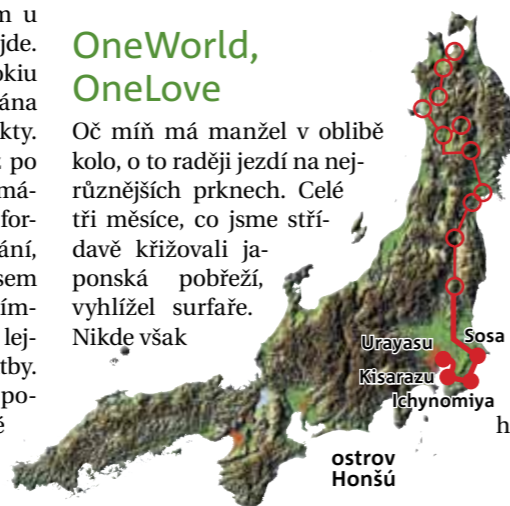 m u
jde.
okiu
ána
kty.
po
má-
for-
ání,
sem
ím-
lej-
tby.
po-
é
OneWorld,
OneLove
Oč míň má manžel v oblibě
kolo, o to raději jezdí na nej-
různějších prknech. Celé
tři měsíce, co jsme stří-
davě křižovali ja-
ponská pobřeží,
vyhlížel surfaře.
Nikde však
Urayasu
Sosa
Kisarazu
Ichynomiya
h
ostrov
Honšú